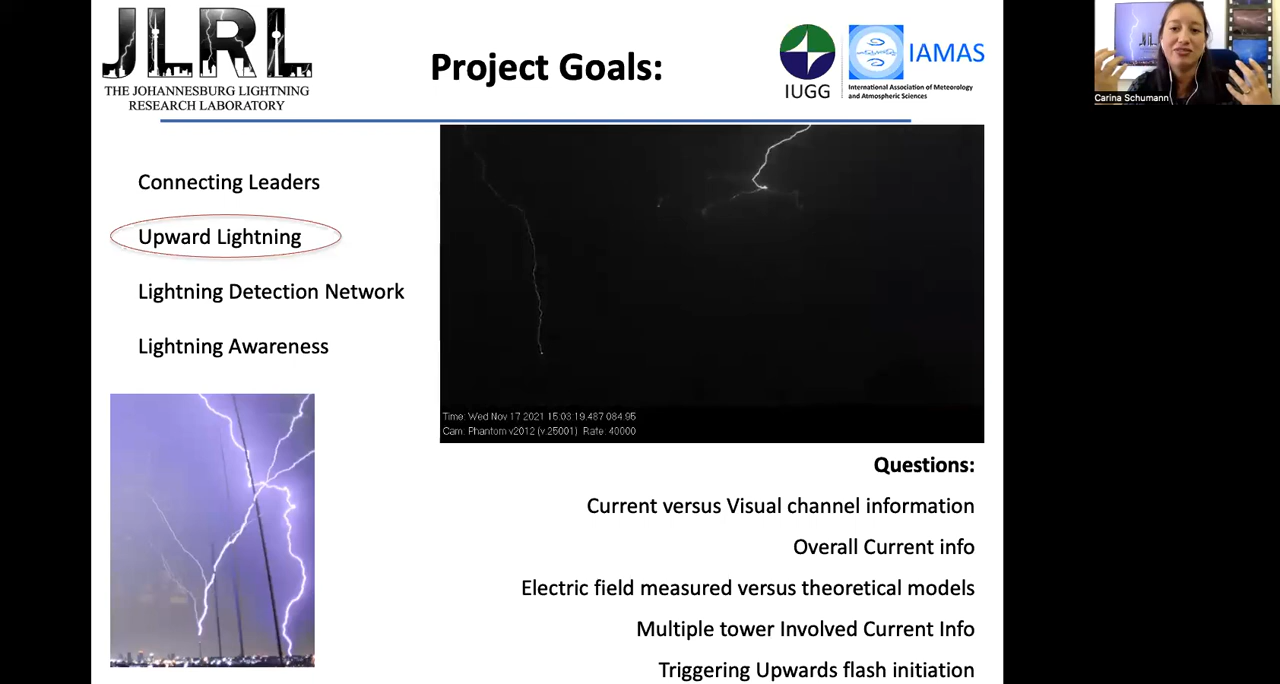 JLRL
THE JOHANNESBURG LIGHTNING
RESEARCH LABORATORY
Project Goals:
IUGG
IAMAS
International Association of Meteorology
and Atmospheric Sciences
Carina Schumann
Connecting Leaders
Upward Lightning
Lightning Detection Network
Lightning Awareness
Time: Wed Nov 17 2021 15:03 19.487 084.95
Cam: Phantom v2012 (v.25001) Rate: 40000
Questions:
Current versus Visual channel information
Overall Current info
Electric field measured versus theoretical models
Multiple tower Involved Current Info
Triggering Upwards flash initiation